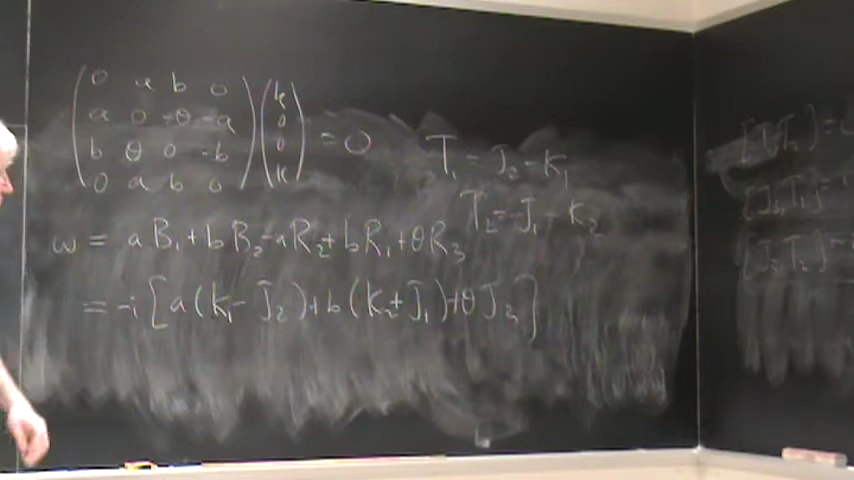 ( 0 a b 0 ) ( k )
( a 0 -θ -a ) ( 0 ) = 0
( b θ 0 -b ) ( 0 )
( 0 a b 0 ) ( k )
T₁ = J₂ - K₁
T₂ = -J₁ - K₂
ω = a B₁ + b B₂ - a R₂ + b R₁ + θ R₃
= -i [ a (K₁ - J₂) + b (K₂ + J₁) + θ J₃ ]